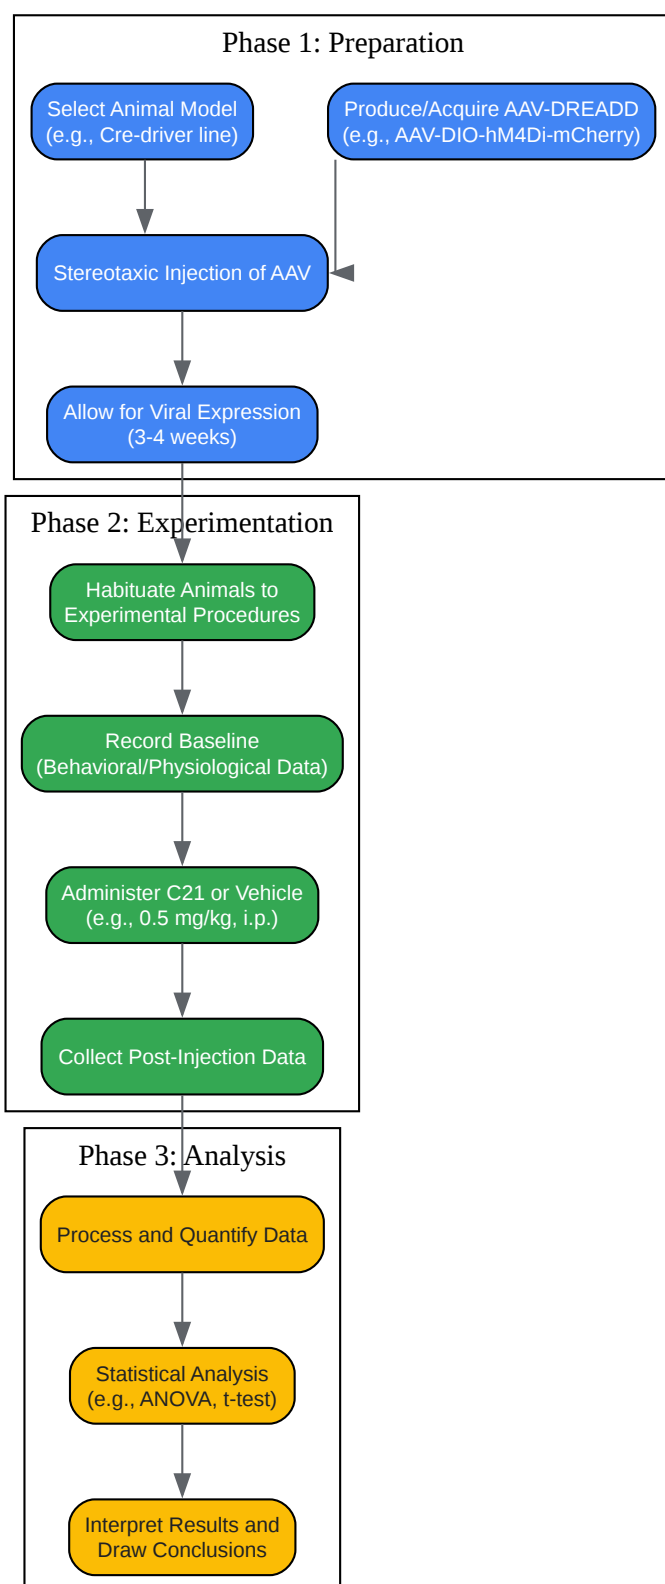 Phase 1: Preparation
Select Animal Model
(e.g., Cre-driver line)
Produce/Acquire AAV-DREADD
(e.g., AAV-DIO-hM4Di-mCherry)
Stereotaxic Injection of AAV
Allow for Viral Expression
(3-4 weeks)
Phase 2: Experimentation
Habituate Animals to
Experimental Procedures
Record Baseline
(Behavioral/Physiological Data)
Administer C21 or Vehicle
(e.g., 0.5 mg/kg, i.p.)
Collect Post-Injection Data
Phase 3: Analysis
Process and Quantify Data
Statistical Analysis
(e.g., ANOVA, t-test)
Interpret Results and
Draw Conclusions